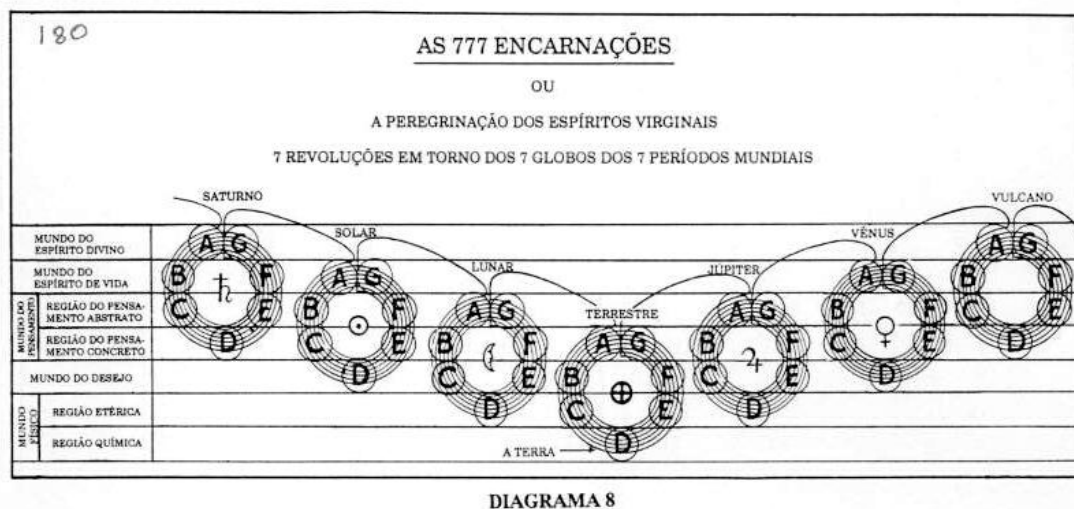 180
AS 777 ENCARNAÇÕES
OU
A PEREGRINAÇÃO DOS ESPÍRITOS VIRGINAIS
7 REVOLUÇÕES EM TORNO DOS 7 GLOBOS DOS 7 PERÍODOS MUNDIAIS
SATURNO
SOLAR
LUNAR
TERRESTRE
JÚPITER
VÊNUS
VULCANO
MUNDO DO
ESPÍRITO DIVINO
MUNDO DO
ESPÍRITO DE VIDA
MUNDO DO
PENSAMENTO
REGIÃO DO PENSA-
MENTO ABSTRATO
REGIÃO DO PENSA-
MENTO CONCRETO
MUNDO DO DESEJO
MUNDO
FÍSICO
REGIÃO ETÉRICA
REGIÃO QUÍMICA
A G
B F
♄
C E
D
A G
B F
☉
C E
D
A G
B F
☾
C E
D
A G
B F
⊕
C E
D
A G
B F
♃
C E
D
A G
B F
♀
C E
D
A G
B F
C E
D
A TERRA
DIAGRAMA 8